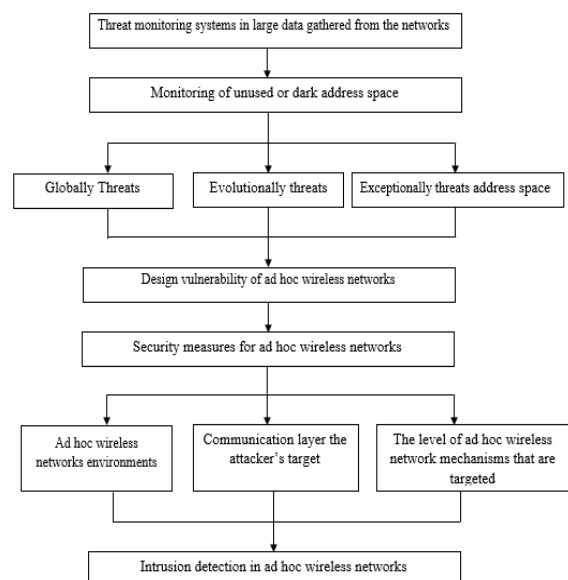 Threat monitoring systems in large data gathered from the networks
Monitoring of unused or dark address space
Globally Threats
Evolutionally threats
Exceptionally threats address space
Design vulnerability of ad hoc wireless networks
Security measures for ad hoc wireless networks
Ad hoc wireless
networks environments
Communication layer the
attacker's target
The level of ad hoc wireless
network mechanisms that are
targeted
Intrusion detection in ad hoc wireless networks